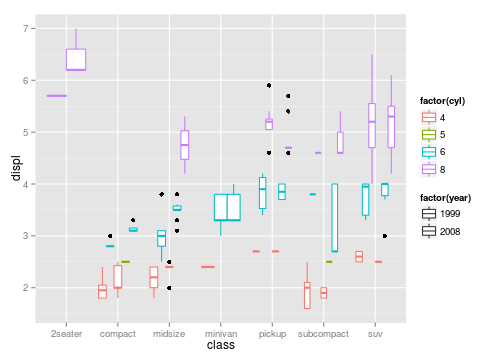 7
6
5
4
3
2
displ
2seater compact midsize minivan pickup subcompact suv
class
factor(cyl)
4
5
6
8
factor(year)
1999
2008